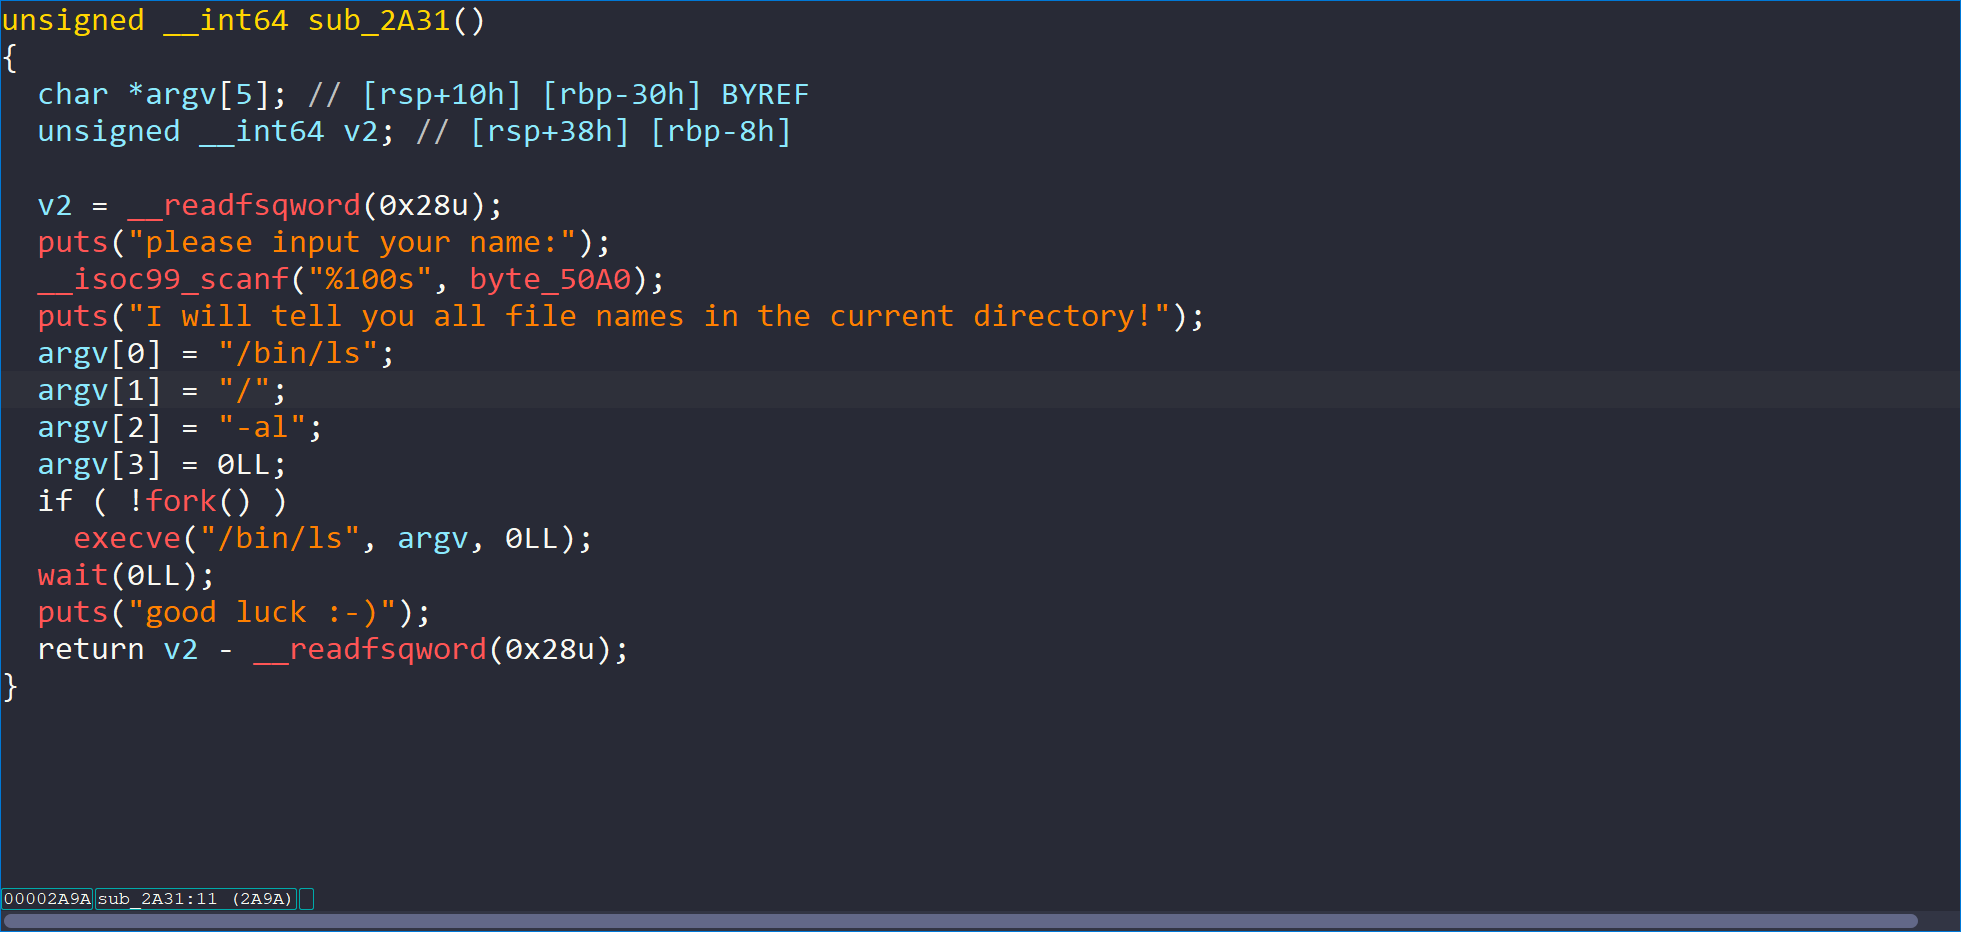 unsigned __int64 sub_2A31()
{
  char *argv[5]; // [rsp+10h] [rbp-30h] BYREF
  unsigned __int64 v2; // [rsp+38h] [rbp-8h]

  v2 = __readfsqword(0x28u);
  puts("please input your name:");
  __isoc99_scanf("%100s", byte_50A0);
  puts("I will tell you all file names in the current directory!");
  argv[0] = "/bin/ls";
  argv[1] = "/";
  argv[2] = "-al";
  argv[3] = 0LL;
  if ( !fork() )
    execve("/bin/ls", argv, 0LL);
  wait(0LL);
  puts("good luck :-)");
  return v2 - __readfsqword(0x28u);
}
00002A9A sub_2A31:11 (2A9A)